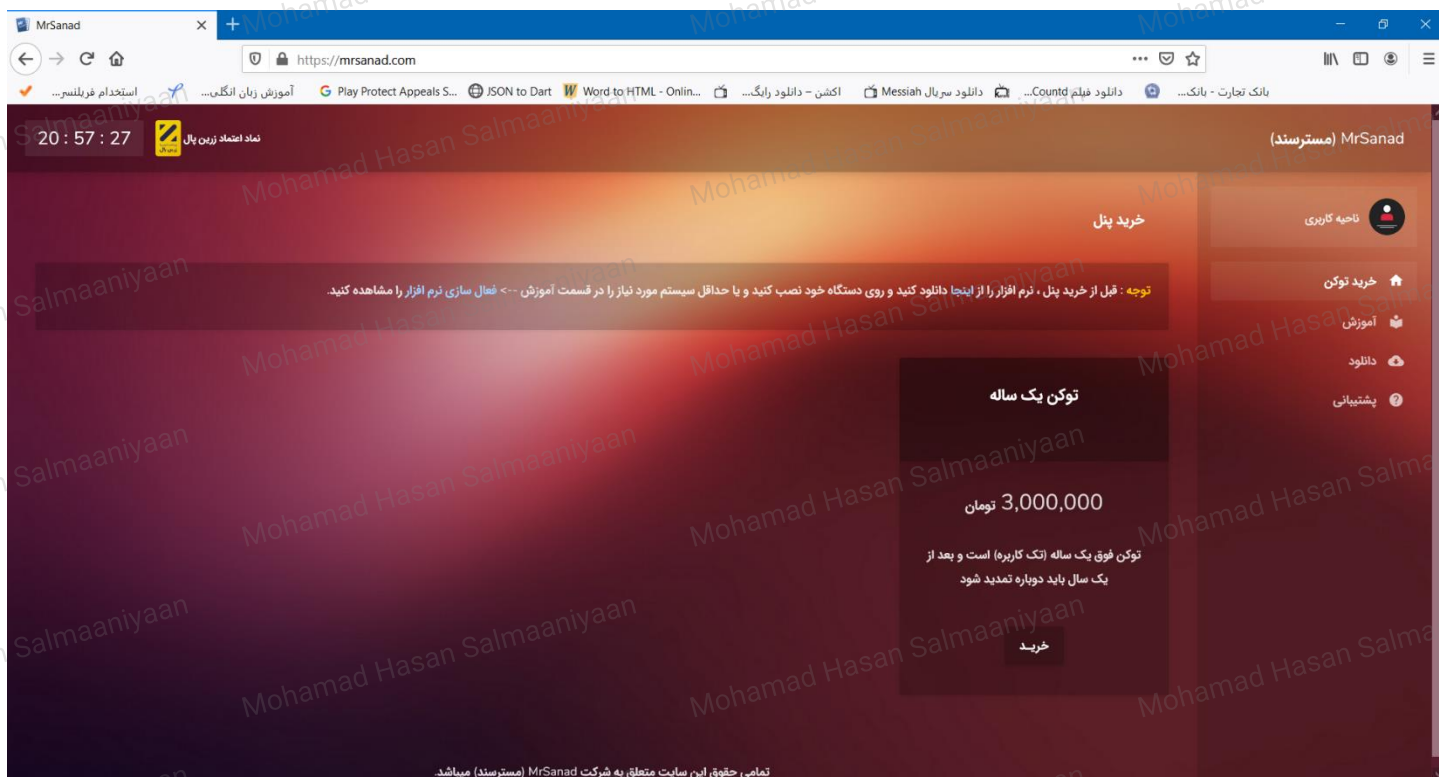 MrSanad
https://mrsanad.com
استخدام فریلنسر...
آموزش زبان انگلی...
Play Protect Appeals S...
JSON to Dart
Word to HTML - Onlin...
اکشن – دانلود رایگ...
دانلود سریال Messiah
دانلود فیلم Countd...
بانک تجارت - بانک...
20 : 57 : 27
نماد اعتماد زرین پال
زرین پال
MrSanad (مسترسند)
ناحیه کاربری
خرید توکن
آموزش
دانلود
پشتیبانی
خرید پنل
توجه : قبل از خرید پنل ، نرم افزار را از اینجا دانلود کنید و روی دستگاه خود نصب کنید و یا حداقل سیستم مورد نیاز را در قسمت آموزش --> فعال سازی نرم افزار را مشاهده کنید.
توکن یک ساله
3,000,000 تومان
توکن فوق یک ساله (تک کاربره) است و بعد از
یک سال باید دوباره تمدید شود
خریـد
تمامی حقوق این سایت متعلق به شرکت MrSanad (مسترسند) میباشد.
Mohamad Hasan Salmaaniyaan